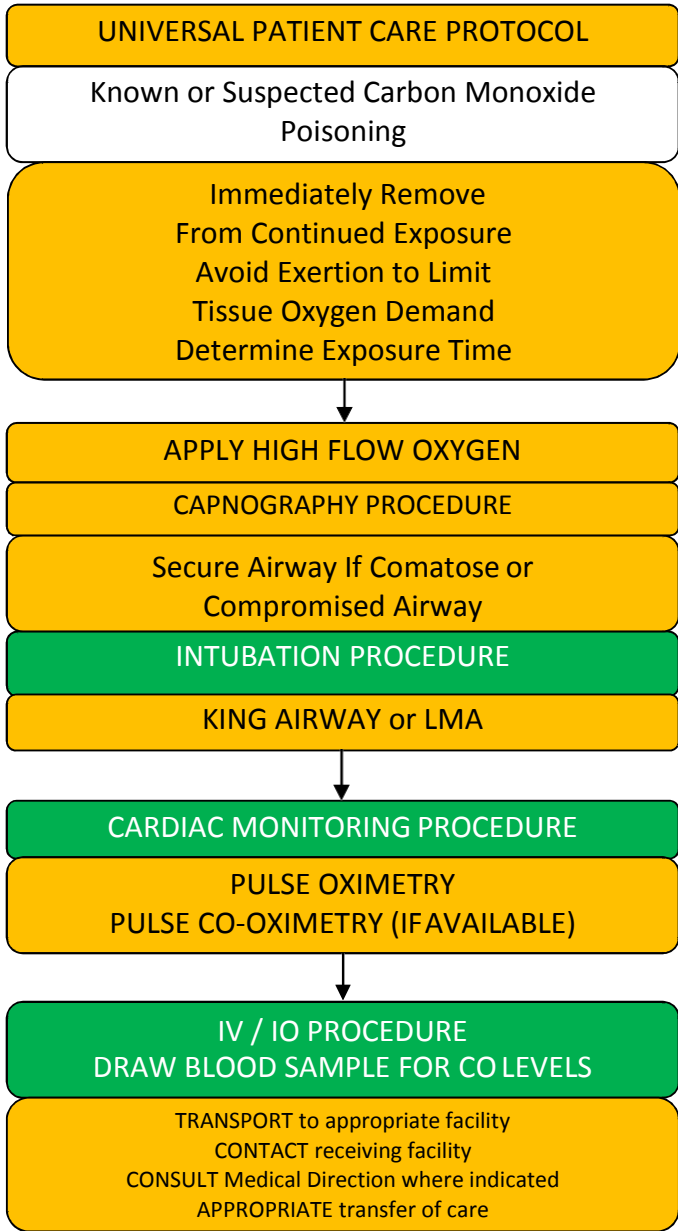 UNIVERSAL PATIENT CARE PROTOCOL
Known or Suspected Carbon Monoxide
Poisoning
Immediately Remove
From Continued Exposure
Avoid Exertion to Limit
Tissue Oxygen Demand
Determine Exposure Time
APPLY HIGH FLOW OXYGEN
CAPNOGRAPHY PROCEDURE
Secure Airway If Comatose or
Compromised Airway
INTUBATION PROCEDURE
KING AIRWAY or LMA
CARDIAC MONITORING PROCEDURE
PULSE OXIMETRY
PULSE CO-OXIMETRY (IFAVAILABLE)
IV / IO PROCEDURE
DRAW BLOOD SAMPLE FOR CO LEVELS
TRANSPORT to appropriate facility
CONTACT receiving facility
CONSULT Medical Direction where indicated
APPROPRIATE transfer of care